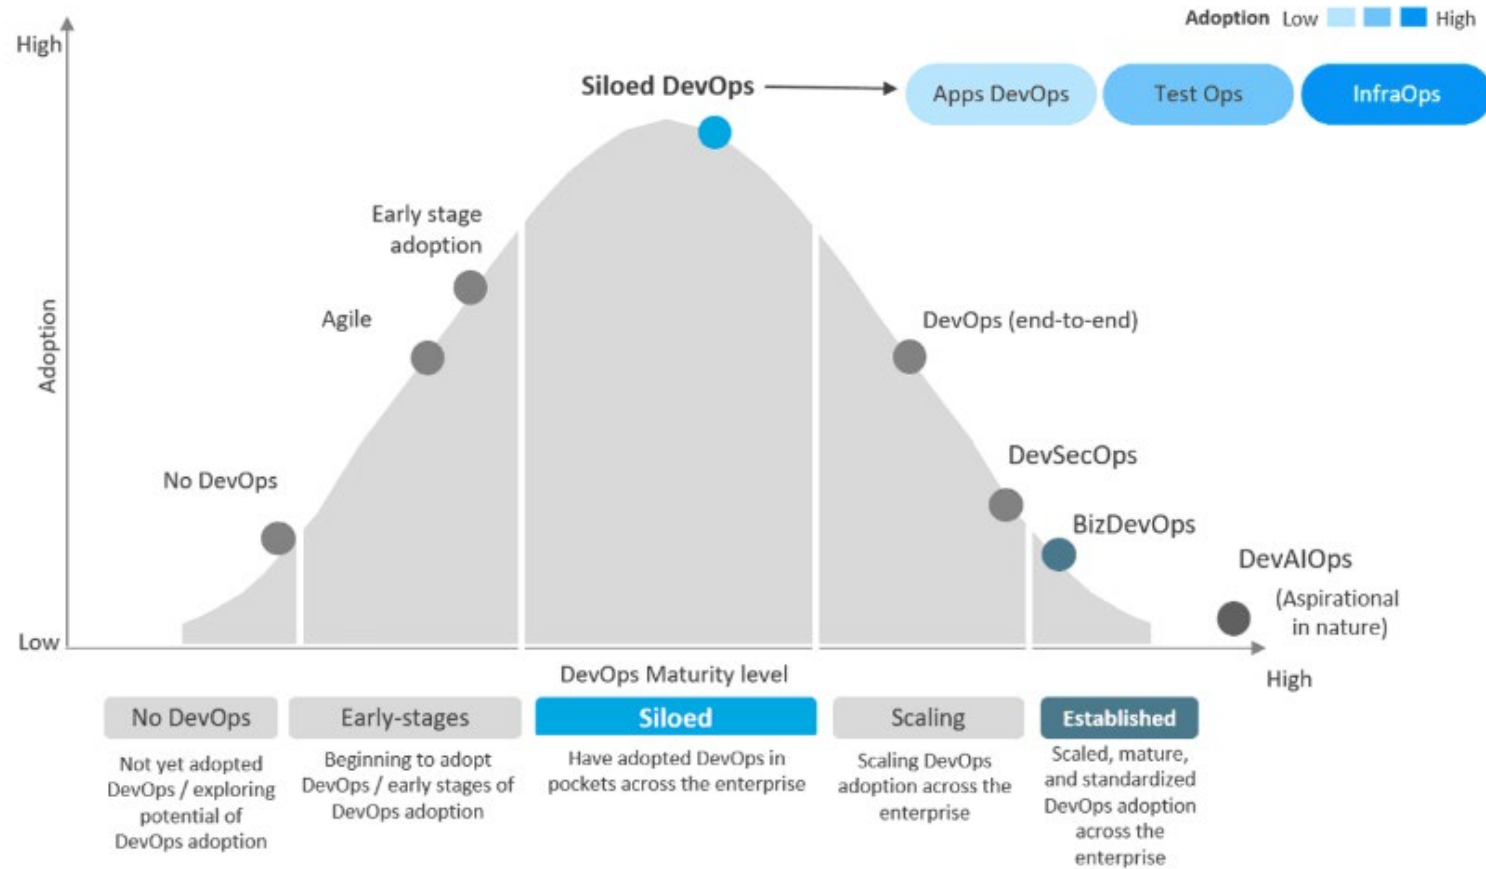 Adoption Low High
High
Siloed DevOps
Apps DevOps
Test Ops
InfraOps
Early stage
adoption
Agile
DevOps (end-to-end)
Adoption
No DevOps
DevSecOps
BizDevOps
DevAIOps
(Aspirational
in nature)
Low
DevOps Maturity level
High
No DevOps
Not yet adopted
DevOps / exploring
potential of
DevOps adoption
Early-stages
Beginning to adopt
DevOps / early stages of
DevOps adoption
Siloed
Have adopted DevOps in
pockets across the enterprise
Scaling
Scaling DevOps
adoption across the
enterprise
Established
Scaled, mature,
and standardized
DevOps adoption
across the
enterprise